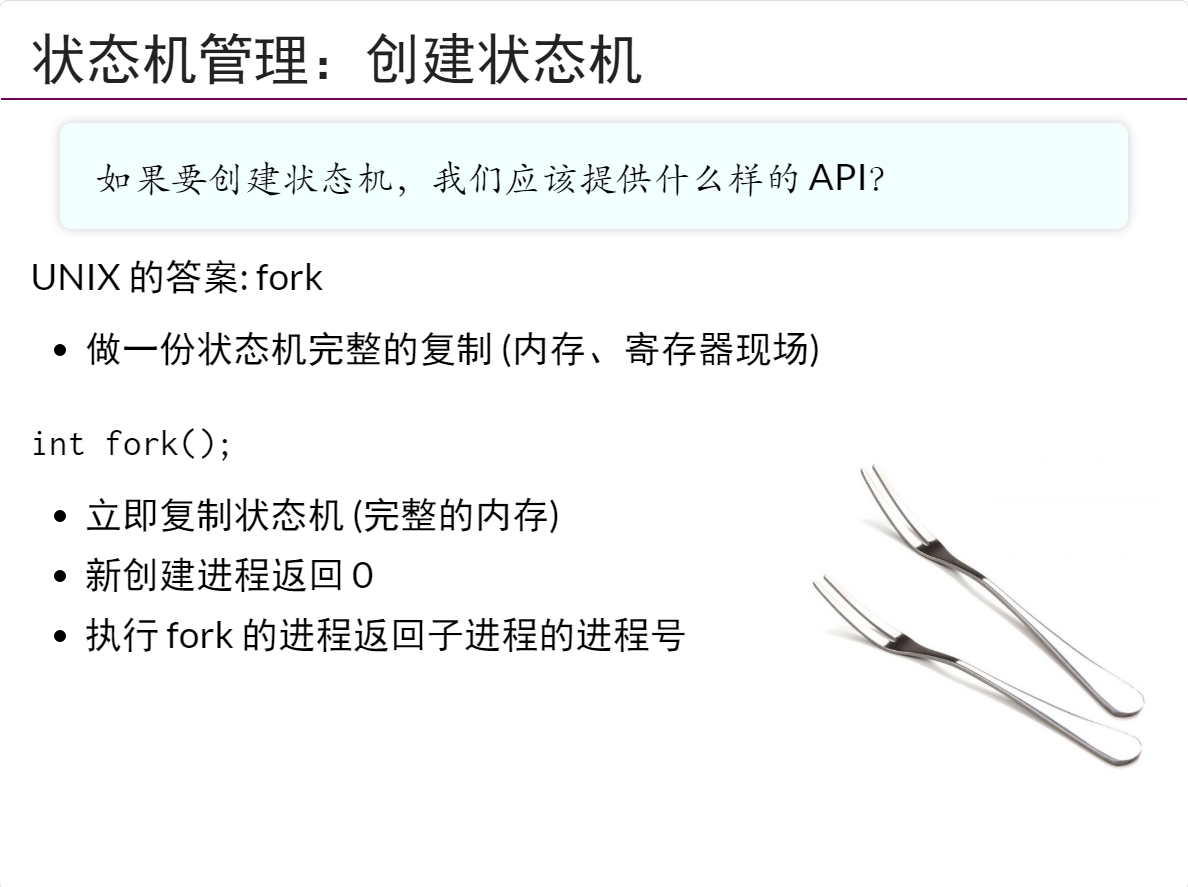 状态机管理：创建状态机
如果要创建状态机，我们应该提供什么样的 API？
UNIX 的答案: fork
• 做一份状态机完整的复制 (内存、寄存器现场)
int fork();
• 立即复制状态机 (完整的内存)
• 新创建进程返回 0
• 执行 fork 的进程返回子进程的进程号